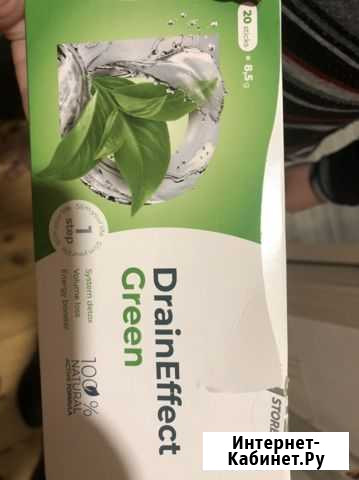 20 sticks * 8,5 g
1
step
DrainEffect
Green
System detox
Volume loss
Energy booster
100%
NATURAL
ACTIVE FORMULA
Интернет-
Кабинет.Ру